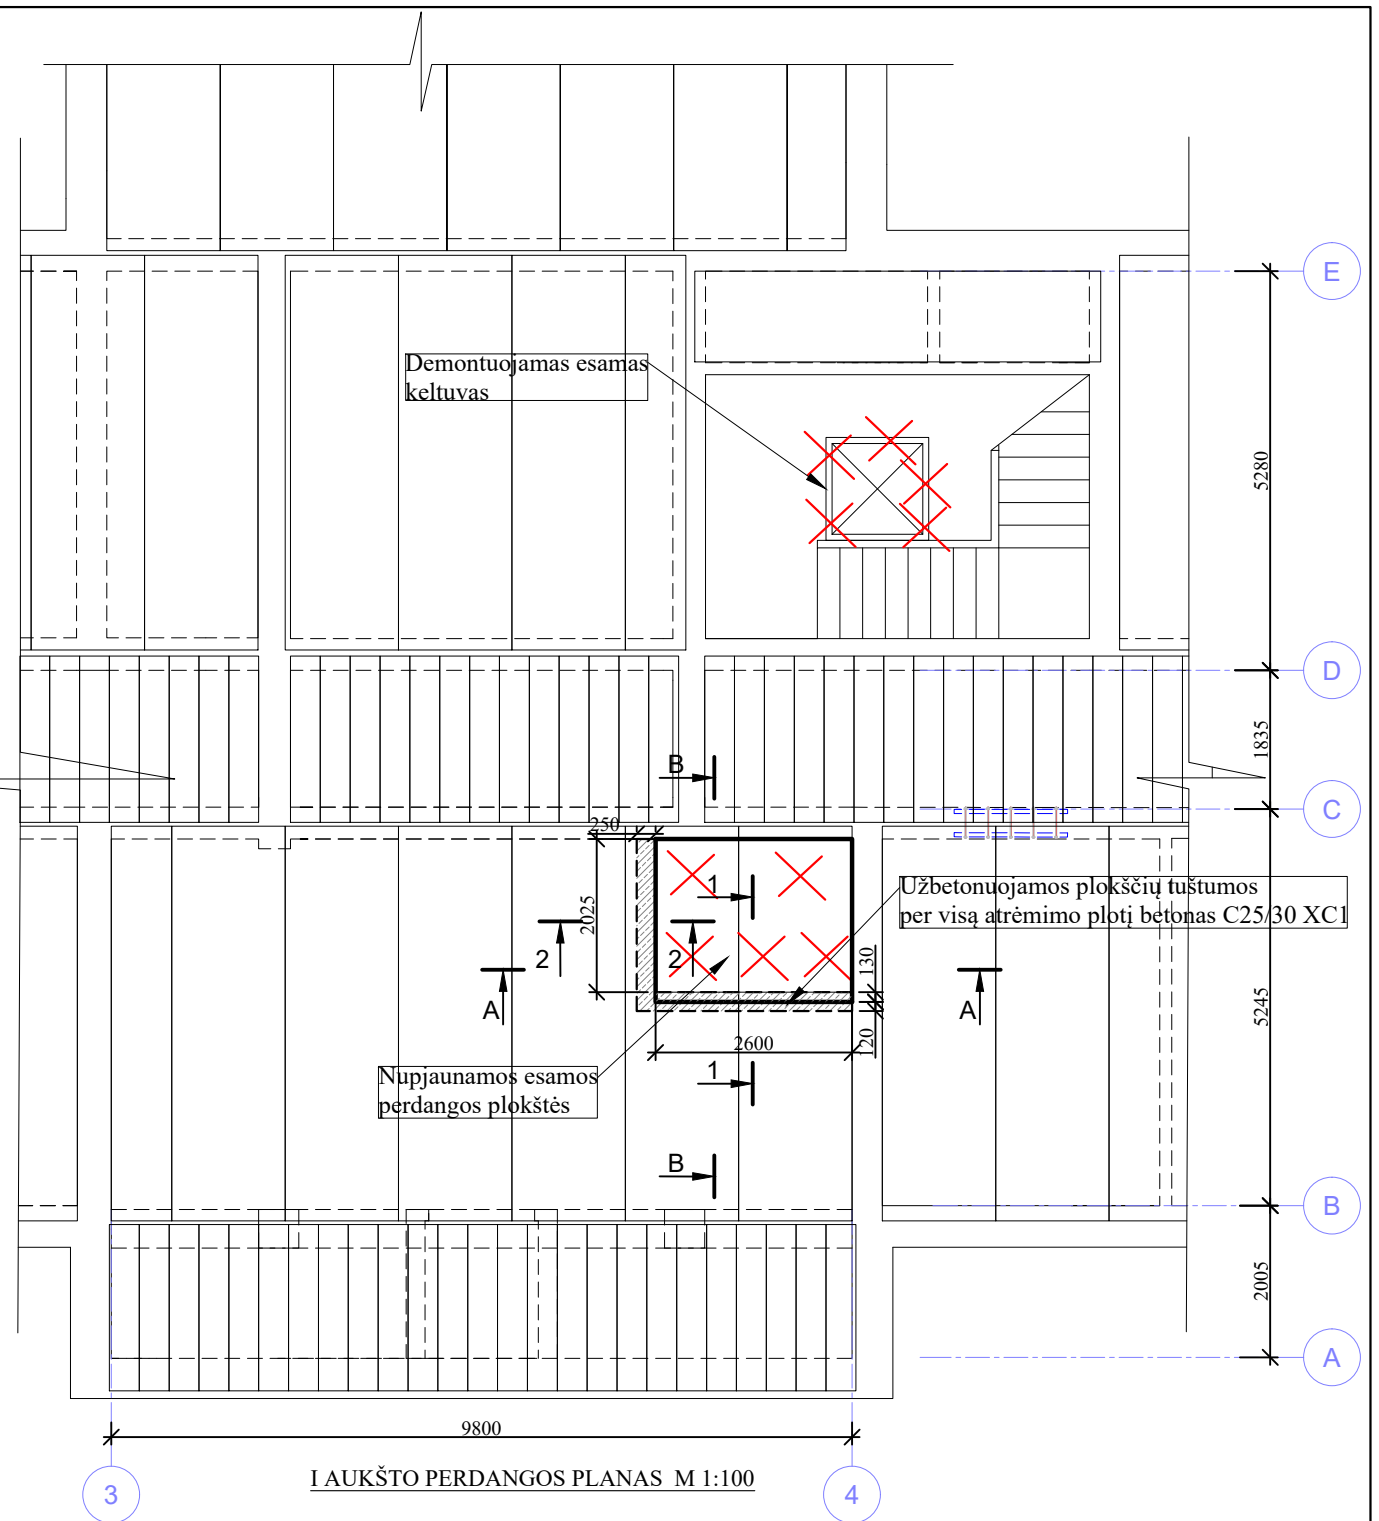 E
Demontuojamas esamas
keltuvas
5280
D
B
1835
C
250
1
Užbetonuojamos plokščių tuštumos
per visą atrėmimo plotį betonas C25/30 XC1
2025
2
2
130
A
A
5245
2600
120
Nupjaunamos esamos
perdangos plokštės
1
B
B
2005
A
9800
I AUKŠTO PERDANGOS PLANAS M 1:100
3
4